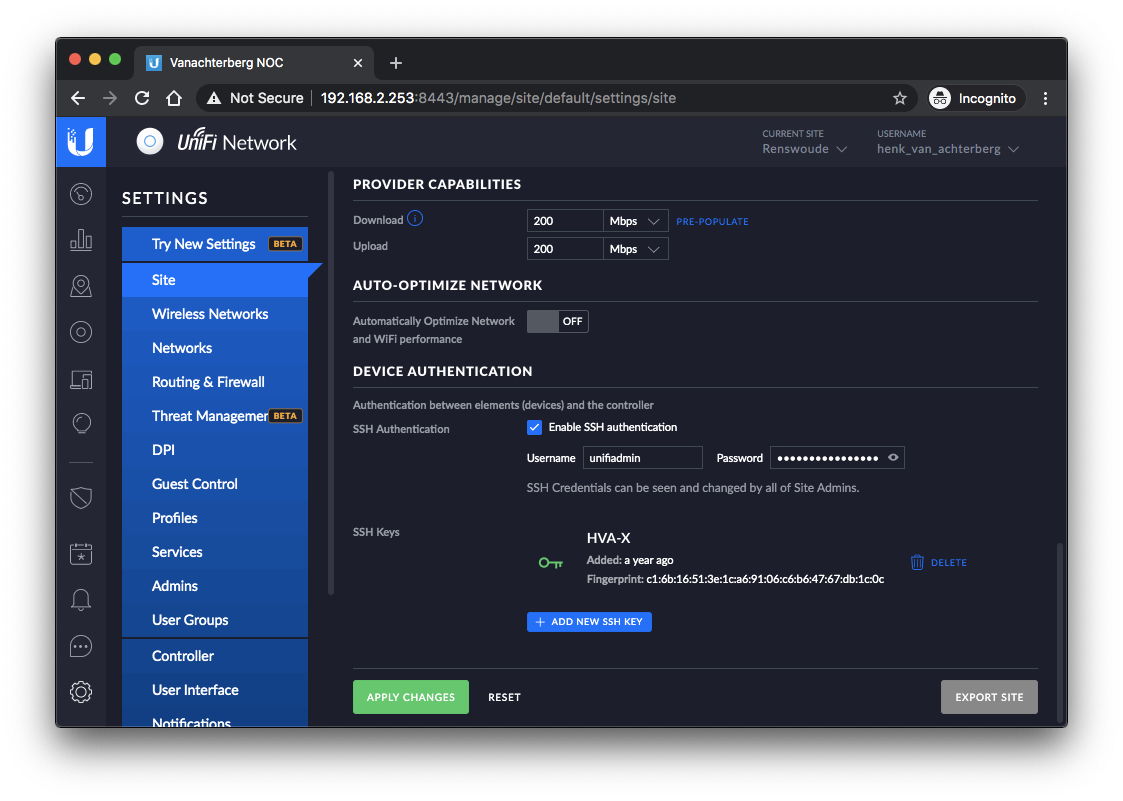 Vanachterberg NOC
Not Secure 192.168.2.253:8443/manage/site/default/settings/site Incognito
UniFi Network
CURRENT SITE
Renswoude
USERNAME
henk_van_achterberg
SETTINGS
Try New Settings BETA
Site
Wireless Networks
Networks
Routing & Firewall
Threat Managemer BETA
DPI
Guest Control
Profiles
Services
Admins
User Groups
Controller
User Interface
Notifications
PROVIDER CAPABILITIES
Download 200 Mbps PRE-POPULATE
Upload 200 Mbps
AUTO-OPTIMIZE NETWORK
Automatically Optimize Network
and WiFi performance
OFF
DEVICE AUTHENTICATION
Authentication between elements (devices) and the controller
SSH Authentication Enable SSH authentication
Username unifiadmin Password ••••••••••••••••
SSH Credentials can be seen and changed by all of Site Admins.
SSH Keys
HVA-X
Added: a year ago
Fingerprint: c1:6b:16:51:3e:1c:a6:91:06:c6:b6:47:67:db:1c:0c
DELETE
+ ADD NEW SSH KEY
APPLY CHANGES RESET EXPORT SITE